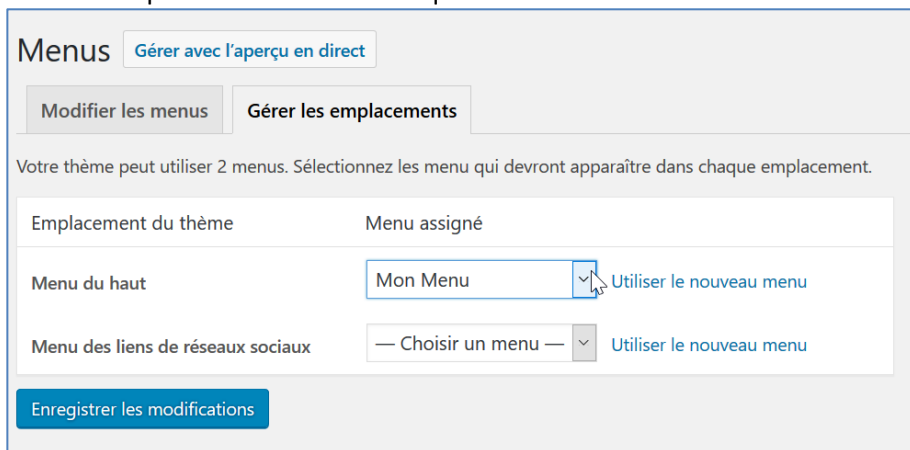 Menus Gérer avec l'aperçu en direct
Modifier les menus Gérer les emplacements
Votre thème peut utiliser 2 menus. Sélectionnez les menu qui devront apparaître dans chaque emplacement.
Emplacement du thème Menu assigné
Menu du haut Mon Menu Utiliser le nouveau menu
Menu des liens de réseaux sociaux — Choisir un menu — Utiliser le nouveau menu
Enregistrer les modifications